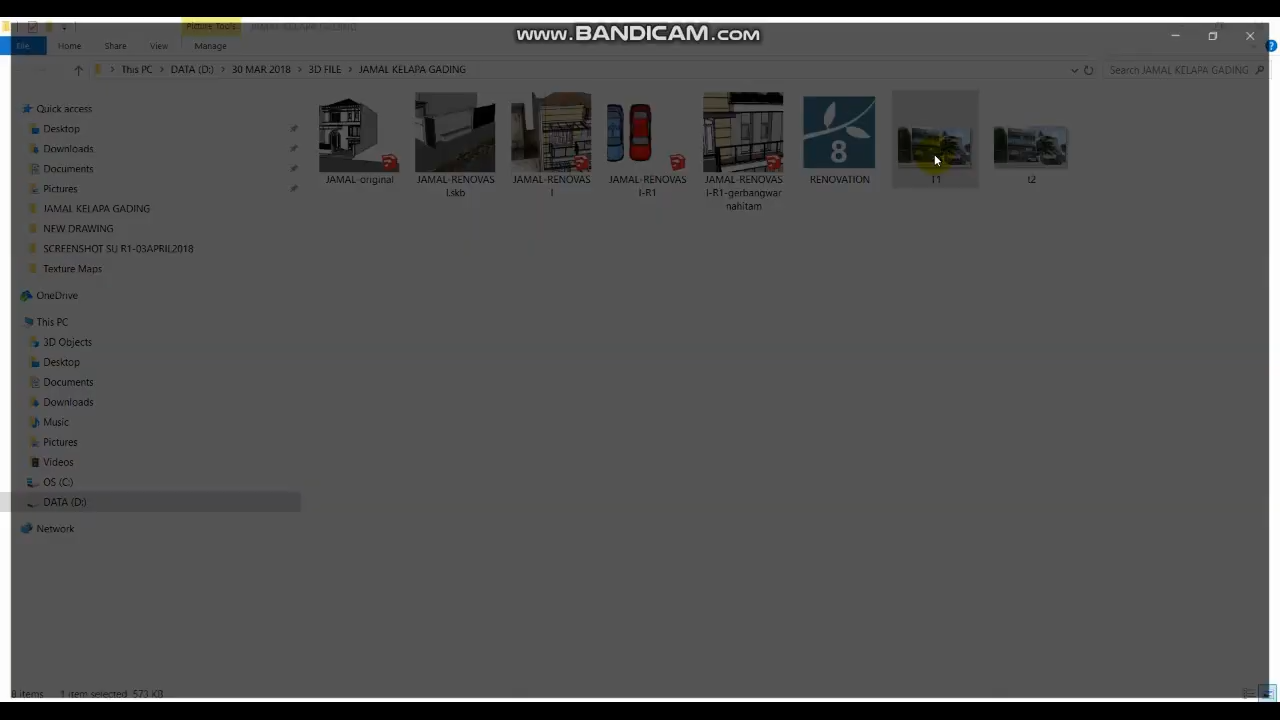 www.BANDICAM.com
Picture Tools
File
Home
Share
View
Manage
This PC
DATA (D:)
30 MAR 2018
3D FILE
JAMAL KELAPA GADING
Search JAMAL KELAPA GADING
Quick access
Desktop
Downloads
Documents
Pictures
JAMAL KELAPA GADING
NEW DRAWING
SCREENSHOT SU R1-03APRIL2018
Texture Maps
OneDrive
This PC
3D Objects
Desktop
Documents
Downloads
Music
Pictures
Videos
OS (C:)
DATA (D:)
Network
JAMAL-original
JAMAL-RENOVAS
I.skb
JAMAL-RENOVAS
I
JAMAL-RENOVAS
I-R1
JAMAL-RENOVAS
I-R1-gerbangwar
nahitam
8
RENOVATION
t2
8 items
1 item selected 573 KB